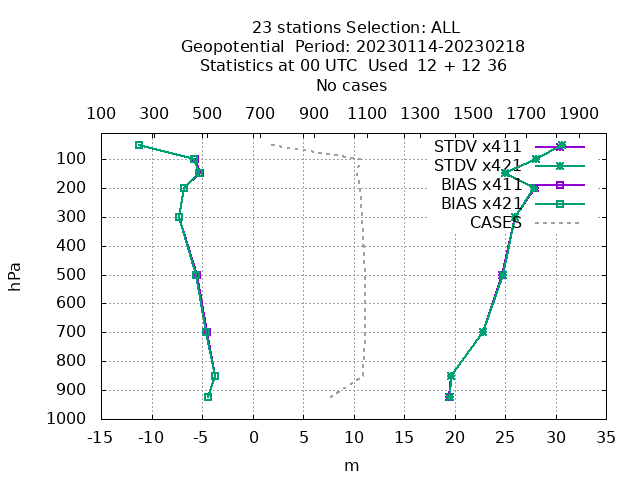 23 stations Selection: ALL
Geopotential  Period: 20230114-20230218
Statistics at 00 UTC  Used  12 + 12 36
No cases
100 300 500 700 900 1100 1300 1400 1500 1600 1700 1900
STDV x411
100
STDV x421
200
BIAS x411
BIAS x421
300
CASES
400
hPa
500
600
700
800
900
1000
-15 -10 -5 0 5 10 15 20 25 30 35
m